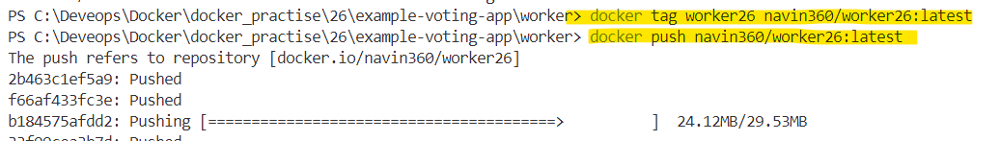 PS C:\Deveops\Docker\docker_practise\26\example-voting-app\worker> docker tag worker26 navin360/worker26:latest
PS C:\Deveops\Docker\docker_practise\26\example-voting-app\worker> docker push navin360/worker26:latest
The push refers to repository [docker.io/navin360/worker26]
2b463c1ef5a9: Pushed
f66af433fc3e: Pushed
b184575afdd2: Pushing [========================================>          ]  24.12MB/29.53MB